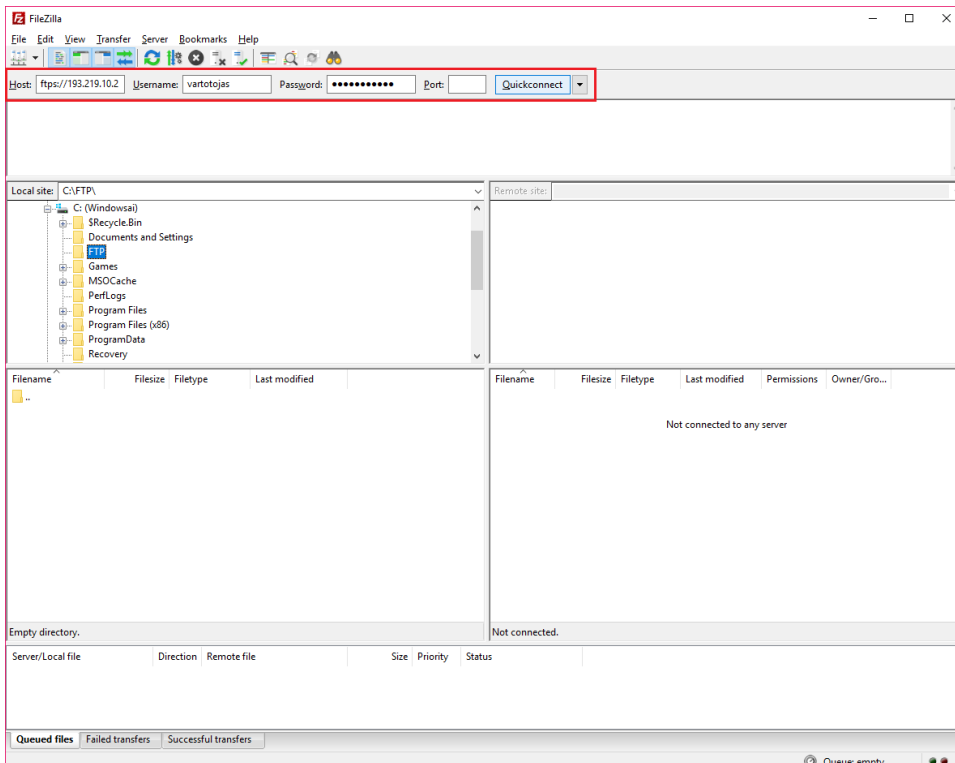 FileZilla
File Edit View Transfer Server Bookmarks Help
Host: ftps://193.219.10.2 Username: vartotojas Password: ●●●●●●●●●●● Port: Quickconnect
Local site: C:\FTP\
Remote site:
C: (Windowsai)
$Recycle.Bin
Documents and Settings
FTP
Games
MSOCache
PerfLogs
Program Files
Program Files (x86)
ProgramData
Recovery
Filename Filesize Filetype Last modified
..
Empty directory.
Filename Filesize Filetype Last modified Permissions Owner/Gro...
Not connected to any server
Not connected.
Server/Local file Direction Remote file Size Priority Status
Queued files Failed transfers Successful transfers
Queue: empty